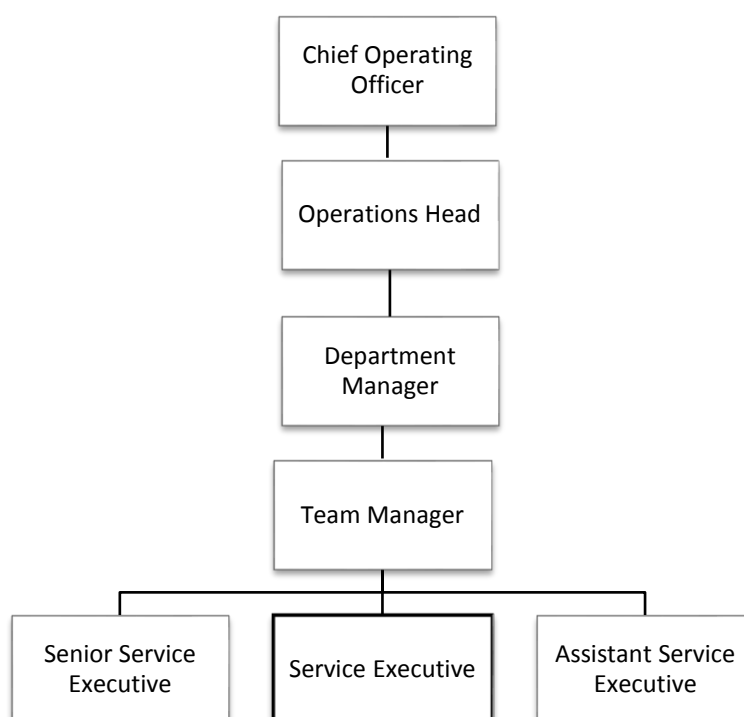 Chief Operating
Officer
Operations Head
Department
Manager
Team Manager
Senior Service
Executive
Service Executive
Assistant Service
Executive